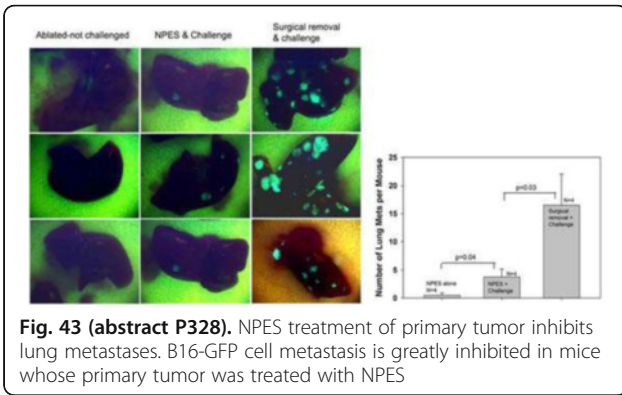 Ablated-not challenged
NPES & Challenge
Surgical removal
& challenge
Number of Lung Mets per Mouse
25
20
15
10
5
0
p=0.04
p=0.03
NPES alone
N=4
NPES +
Challenge
Surgical
removal +
Challenge
N=4
Fig. 43 (abstract P328). NPES treatment of primary tumor inhibits
lung metastases. B16-GFP cell metastasis is greatly inhibited in mice
whose primary tumor was treated with NPES